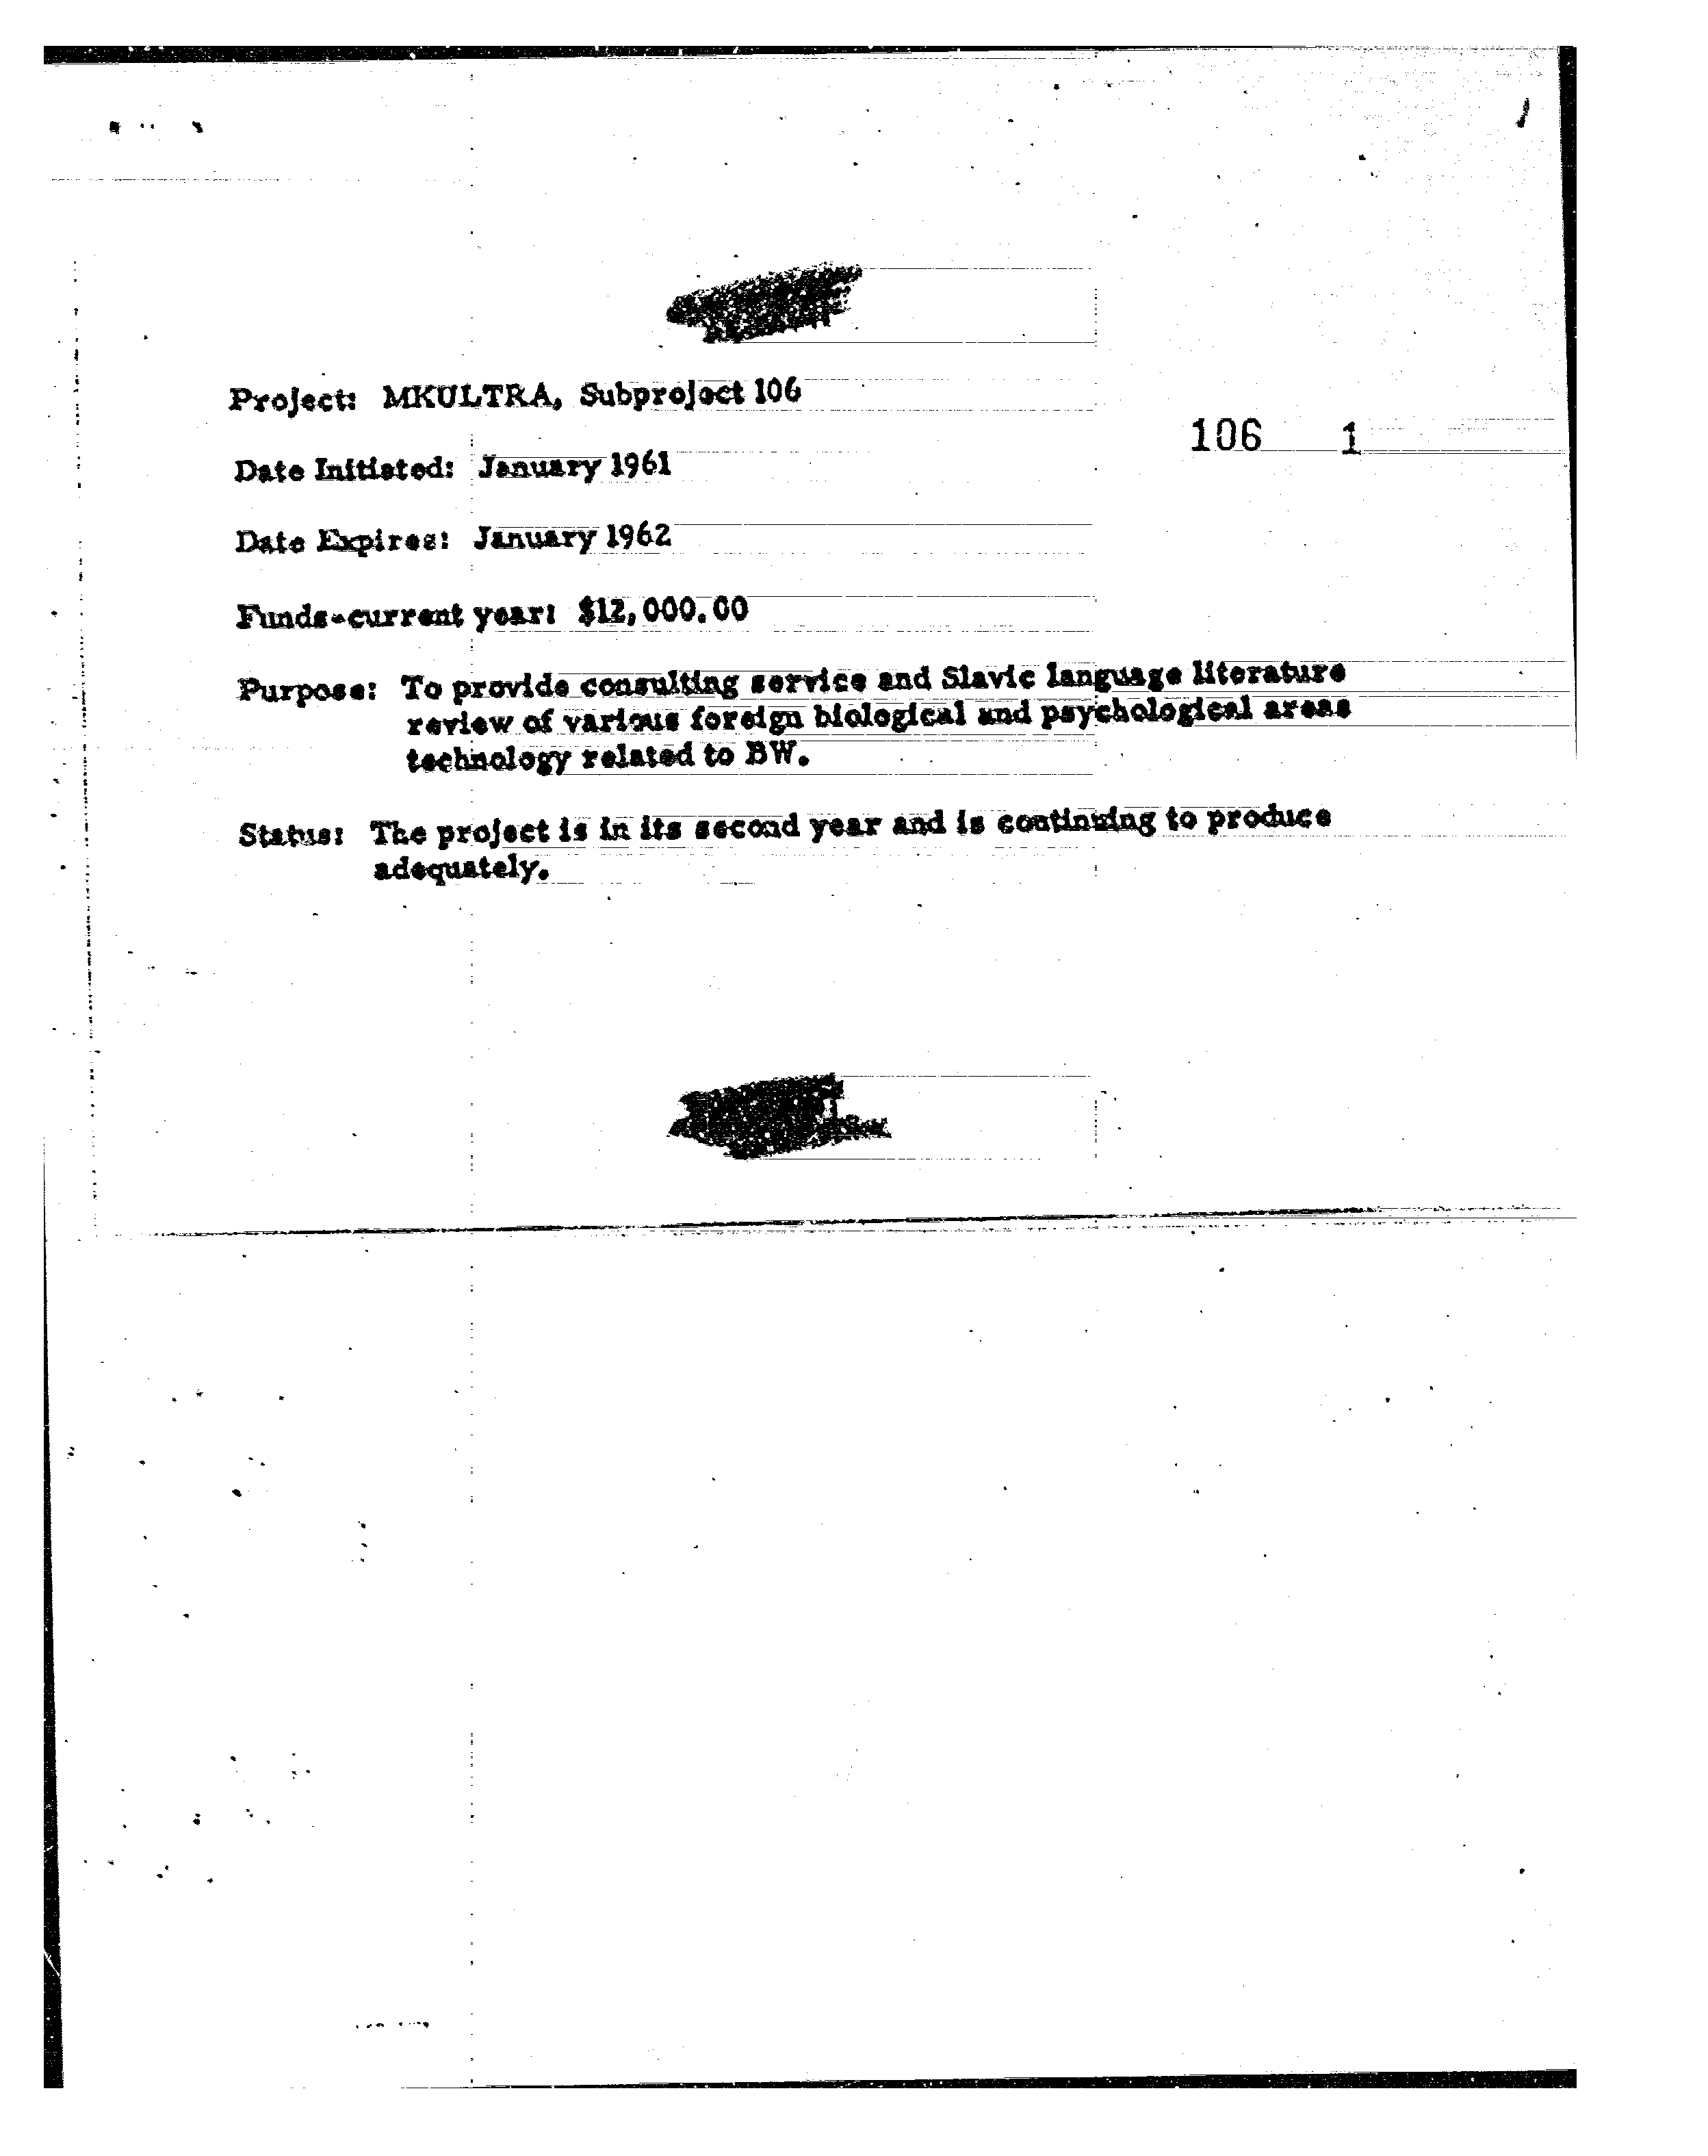 Project: MKULTRA, Subproject 106
106 1
Date Initiated: January 1961
Date Expires: January 1962
Funds-current year: $12,000.00
Purpose: To provide consulting service and Slavic language literature
review of various foreign biological and psychological areas
technology related to BW.
Status: The project is in its second year and is continuing to produce
adequately.